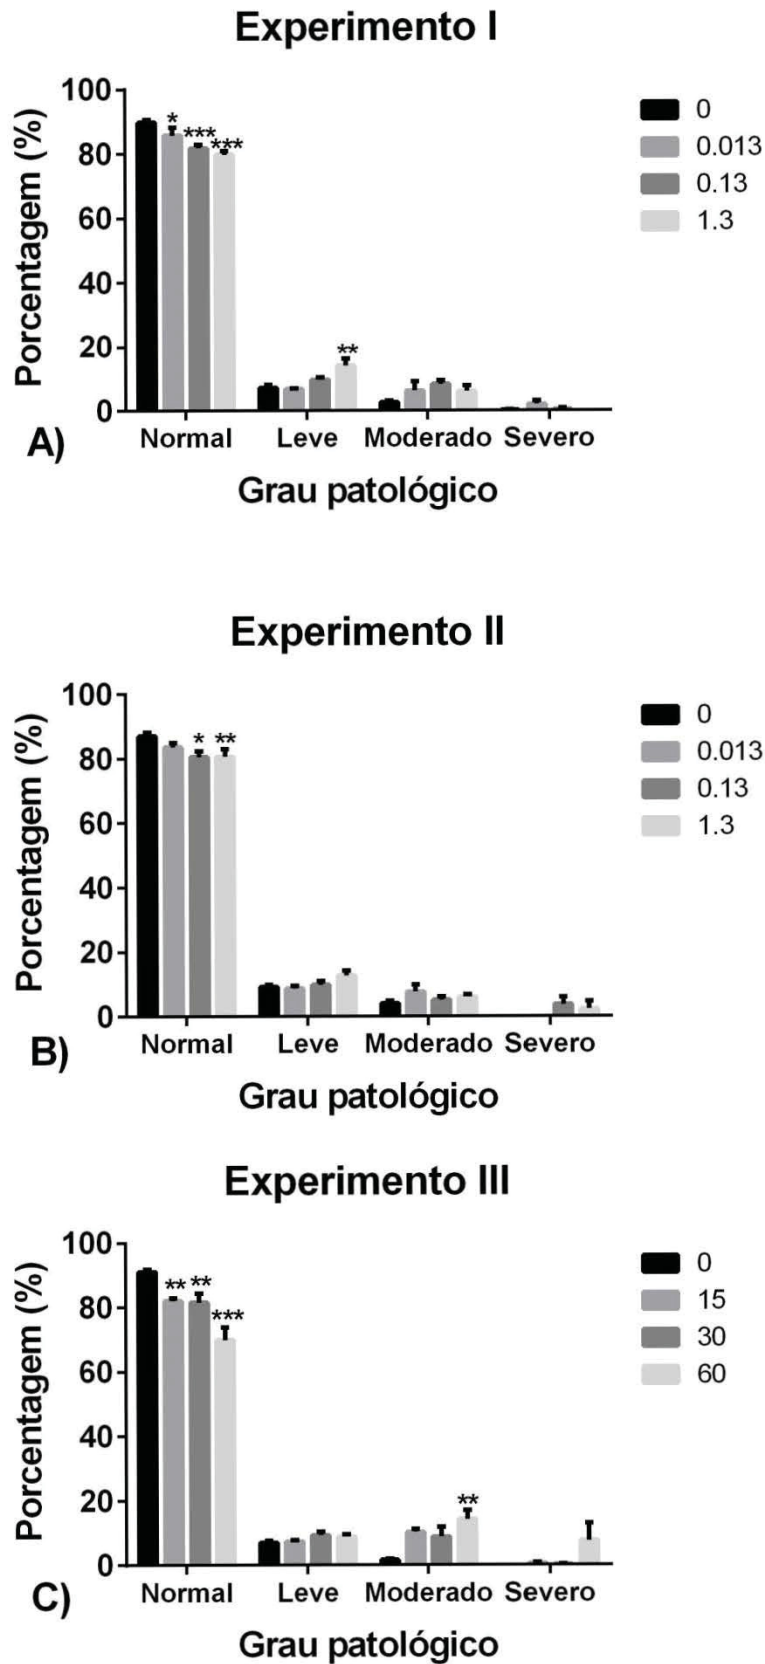 Experimento I
Porcentagem (%)
100
80
60
40
20
0
* *** ***
**
0
0.013
0.13
1.3
Normal Leve Moderado Severo
A)
Grau patológico
Experimento II
Porcentagem (%)
100
80
60
40
20
0
* **
0
0.013
0.13
1.3
Normal Leve Moderado Severo
B)
Grau patológico
Experimento III
Porcentagem (%)
100
80
60
40
20
0
** ** ***
**
0
15
30
60
Normal Leve Moderado Severo
C)
Grau patológico